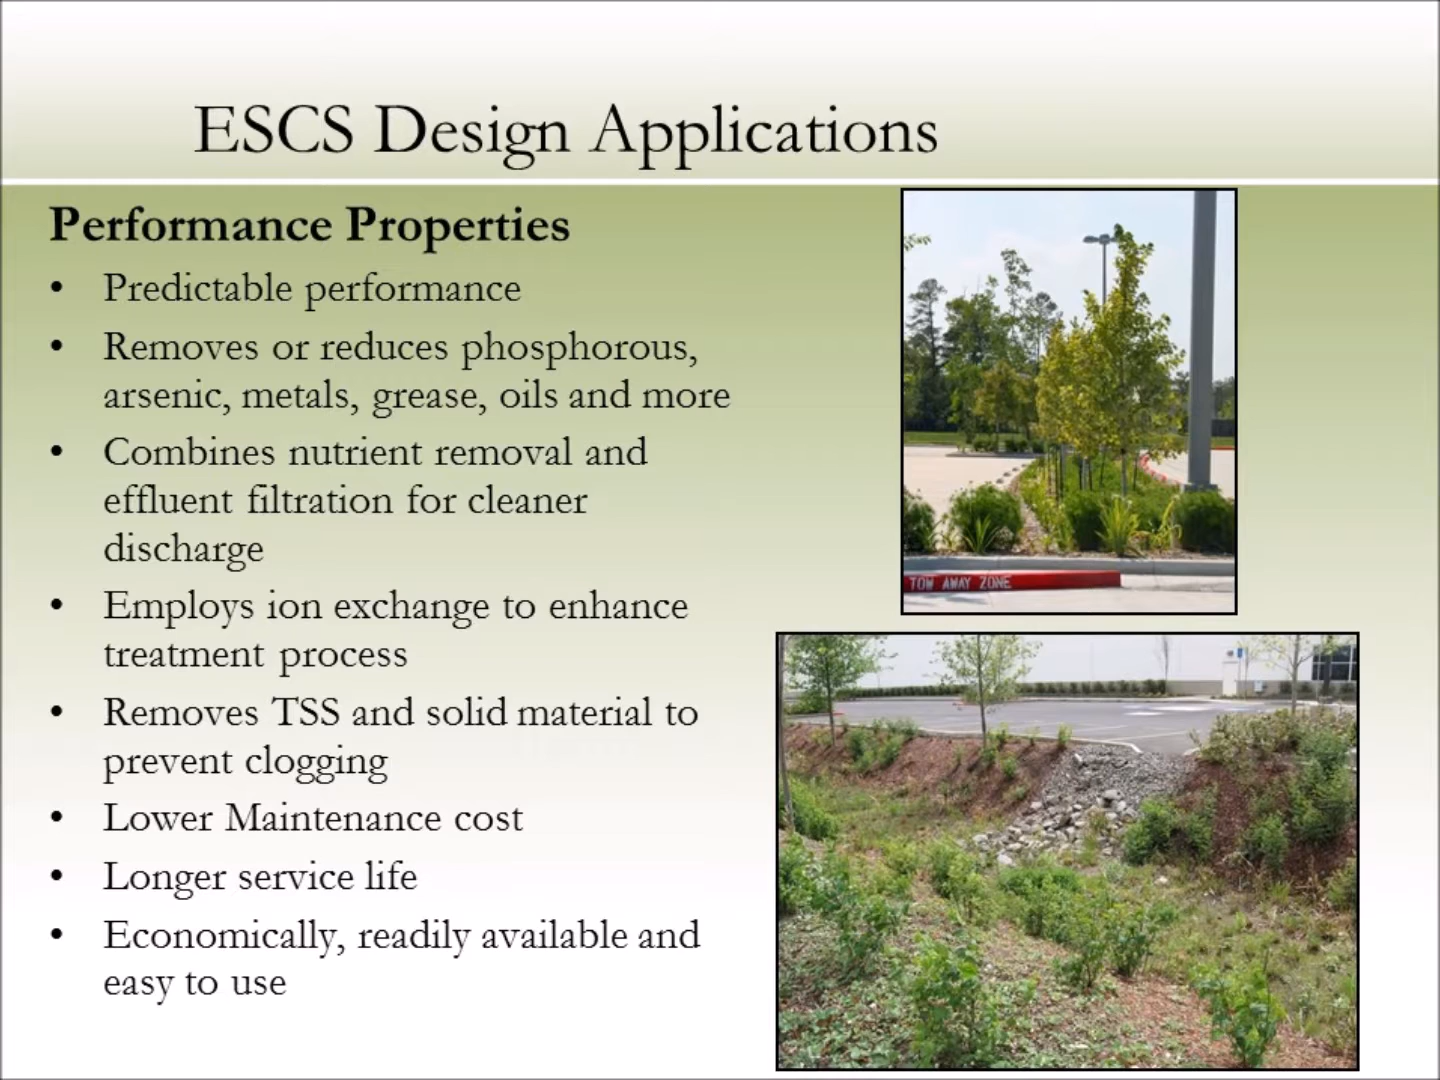 ESCS Design Applications
Performance Properties
• Predictable performance
• Removes or reduces phosphorous,
arsenic, metals, grease, oils and more
• Combines nutrient removal and
effluent filtration for cleaner
discharge
• Employs ion exchange to enhance
treatment process
• Removes TSS and solid material to
prevent clogging
• Lower Maintenance cost
• Longer service life
• Economically, readily available and
easy to use
TOW AWAY ZONE